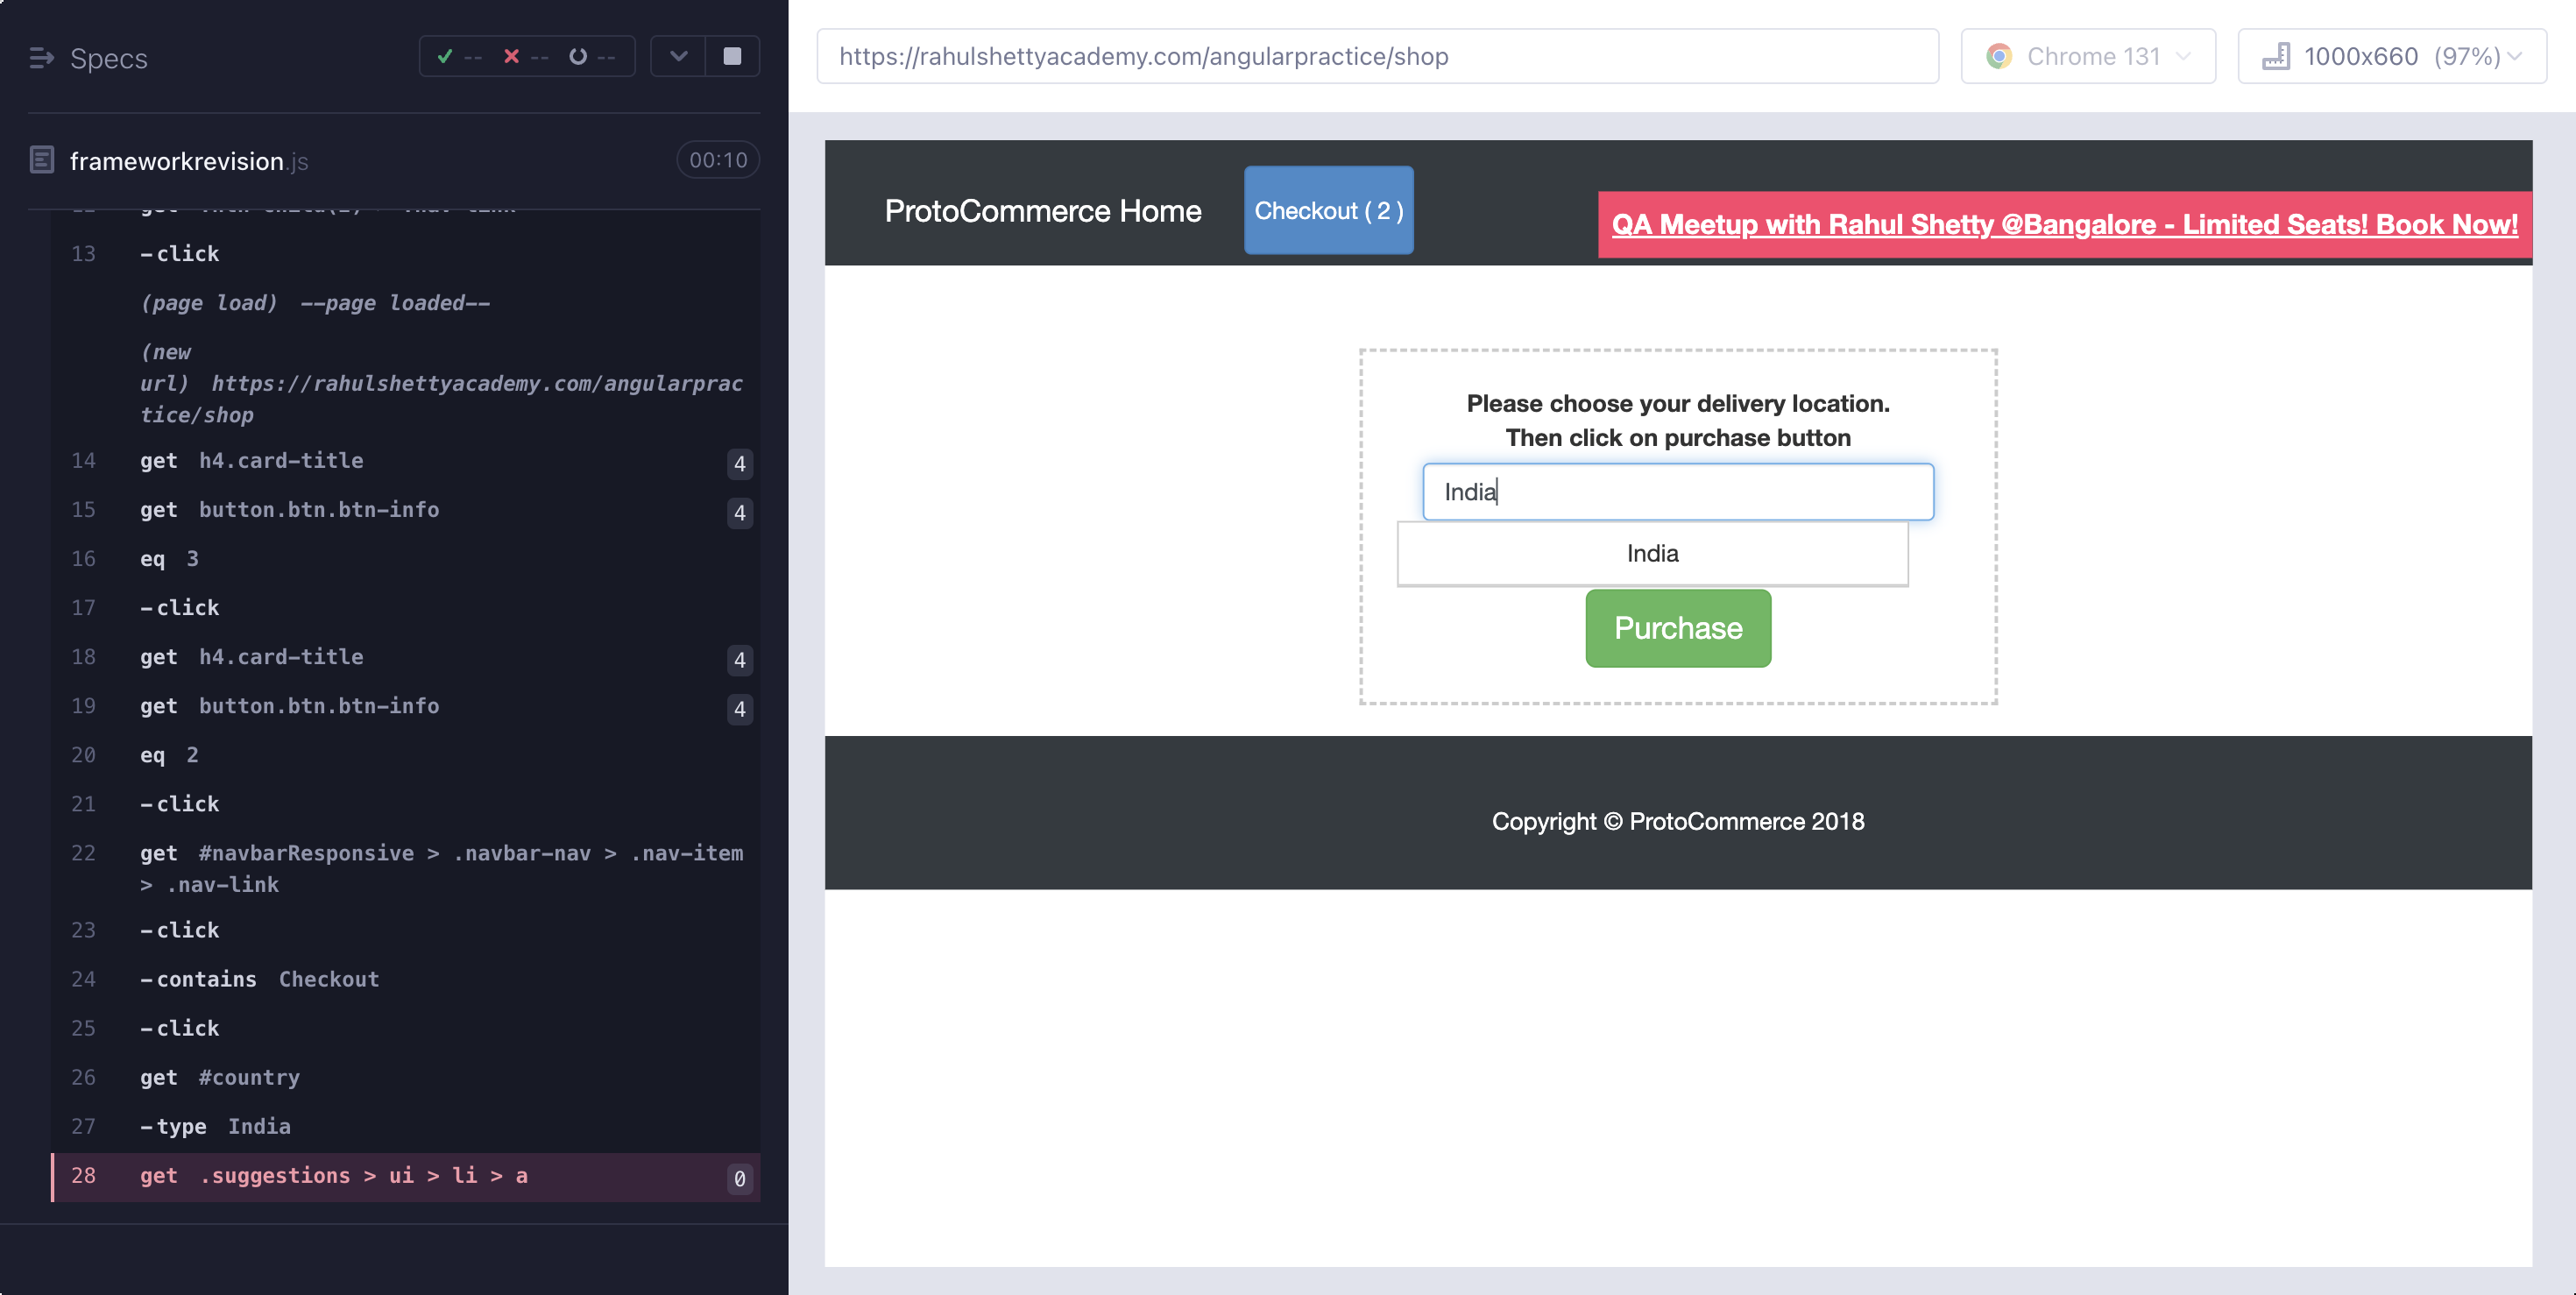 Specs
-- -- --
frameworkrevision.js 00:10
13 -click
(page load) --page loaded--
(new
url) https://rahulshettyacademy.com/angularprac
tice/shop
14 get h4.card-title 4
15 get button.btn.btn-info 4
16 eq 3
17 -click
18 get h4.card-title 4
19 get button.btn.btn-info 4
20 eq 2
21 -click
22 get #navbarResponsive > .navbar-nav > .nav-item
> .nav-link
23 -click
24 -contains Checkout
25 -click
26 get #country
27 -type India
28 get .suggestions > ui > li > a 0
https://rahulshettyacademy.com/angularpractice/shop
Chrome 131
1000x660 (97%)
ProtoCommerce Home
Checkout ( 2 )
QA Meetup with Rahul Shetty @Bangalore - Limited Seats! Book Now!
Please choose your delivery location.
Then click on purchase button
India
India
Purchase
Copyright © ProtoCommerce 2018